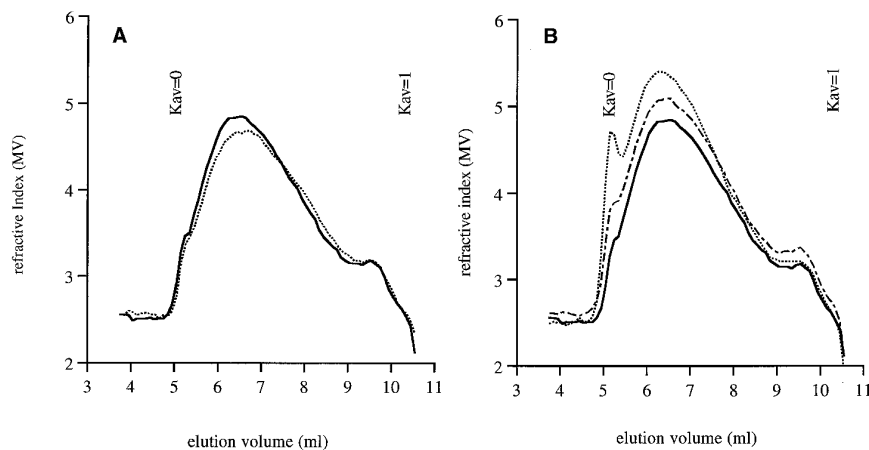 A
Kav=0
Kav=1
refractive Index (MV)
6
5
4
3
2
3 4 5 6 7 8 9 10 11
elution volume (ml)
B
Kav=0
Kav=1
refractive index (MV)
6
5
4
3
2
3 4 5 6 7 8 9 10 11
elution volume (ml)